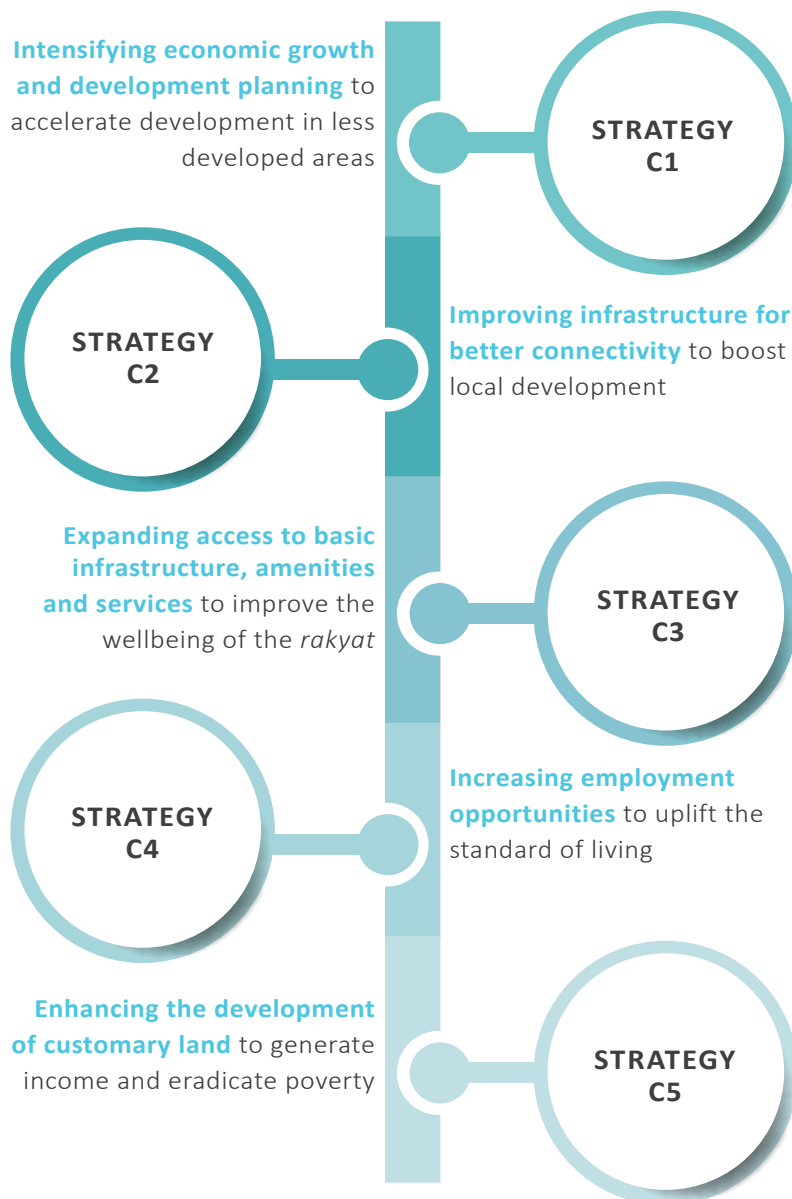 Intensifying economic growth
and development planning to
accelerate development in less
developed areas
STRATEGY
C1
STRATEGY
C2
Improving infrastructure for
better connectivity to boost
local development
Expanding access to basic
infrastructure, amenities
and services to improve the
wellbeing of the rakyat
STRATEGY
C3
STRATEGY
C4
Increasing employment
opportunities to uplift the
standard of living
Enhancing the development
of customary land to generate
income and eradicate poverty
STRATEGY
C5